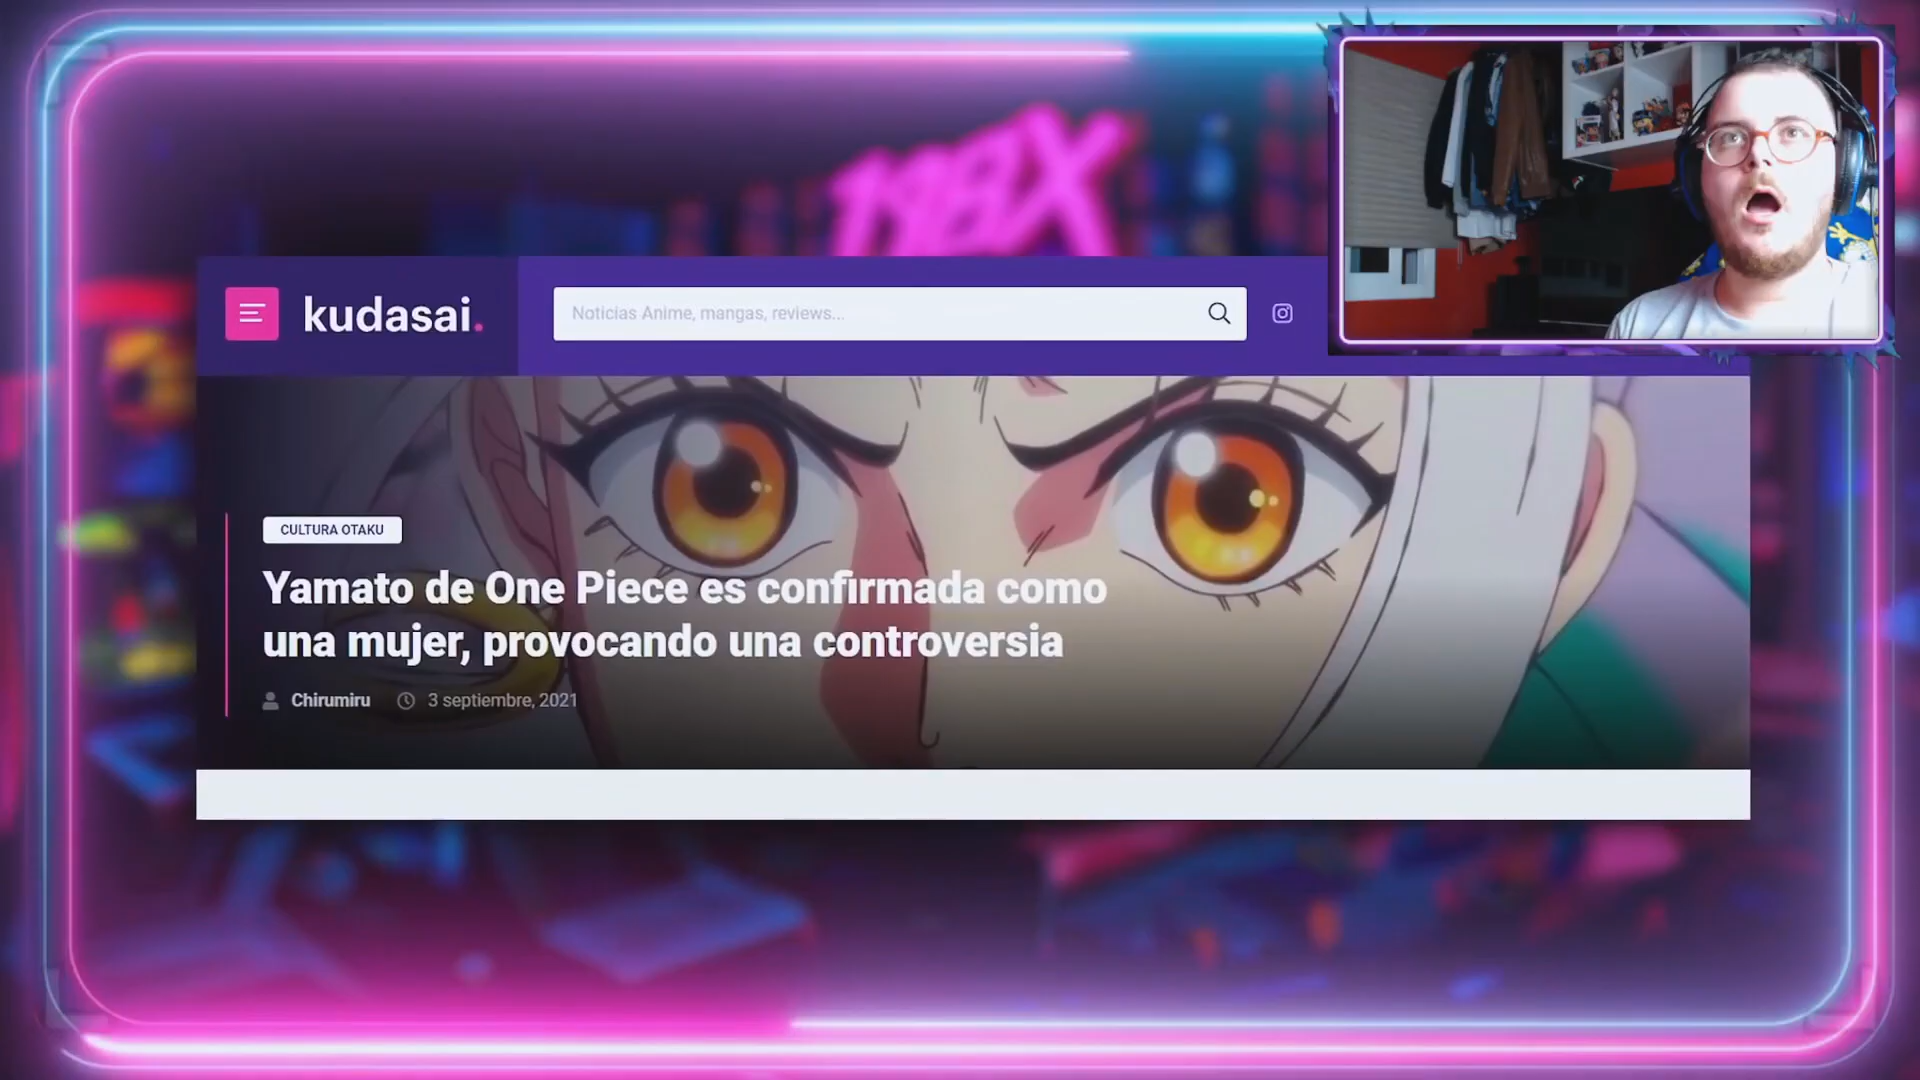 198X
kudasai.
Noticias Anime, mangas, reviews...
CULTURA OTAKU
Yamato de One Piece es confirmada como
una mujer, provocando una controversia
Chirumiru 3 septiembre, 2021